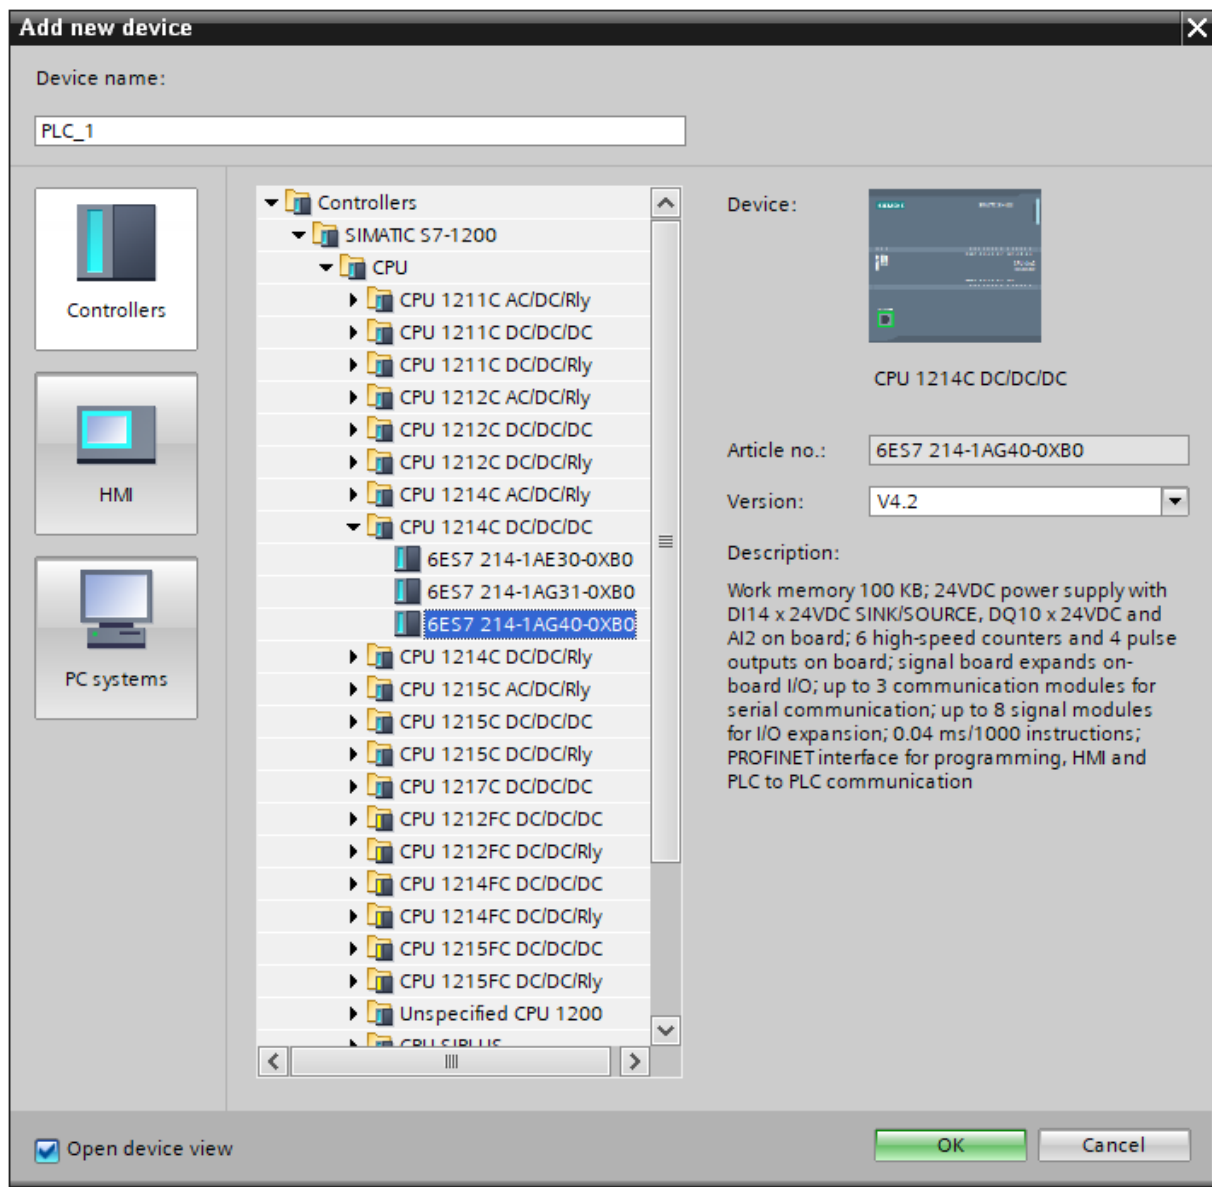 Add new device
Device name:
PLC_1
Controllers
HMI
PC systems
Controllers
SIMATIC S7-1200
CPU
CPU 1211C AC/DC/Rly
CPU 1211C DC/DC/DC
CPU 1211C DC/DC/Rly
CPU 1212C AC/DC/Rly
CPU 1212C DC/DC/DC
CPU 1212C DC/DC/Rly
CPU 1214C AC/DC/Rly
CPU 1214C DC/DC/DC
6ES7 214-1AE30-0XB0
6ES7 214-1AG31-0XB0
6ES7 214-1AG40-0XB0
CPU 1214C DC/DC/Rly
CPU 1215C AC/DC/Rly
CPU 1215C DC/DC/DC
CPU 1215C DC/DC/Rly
CPU 1217C DC/DC/DC
CPU 1212FC DC/DC/DC
CPU 1212FC DC/DC/Rly
CPU 1214FC DC/DC/DC
CPU 1214FC DC/DC/Rly
CPU 1215FC DC/DC/DC
CPU 1215FC DC/DC/Rly
Unspecified CPU 1200
CPU SIPLUS
Device:
CPU 1214C DC/DC/DC
Article no.:
6ES7 214-1AG40-0XB0
Version:
V4.2
Description:
Work memory 100 KB; 24VDC power supply with
DI14 x 24VDC SINK/SOURCE, DQ10 x 24VDC and
AI2 on board; 6 high-speed counters and 4 pulse
outputs on board; signal board expands on-
board I/O; up to 3 communication modules for
serial communication; up to 8 signal modules
for I/O expansion; 0.04 ms/1000 instructions;
PROFINET interface for programming, HMI and
PLC to PLC communication
Open device view
OK
Cancel